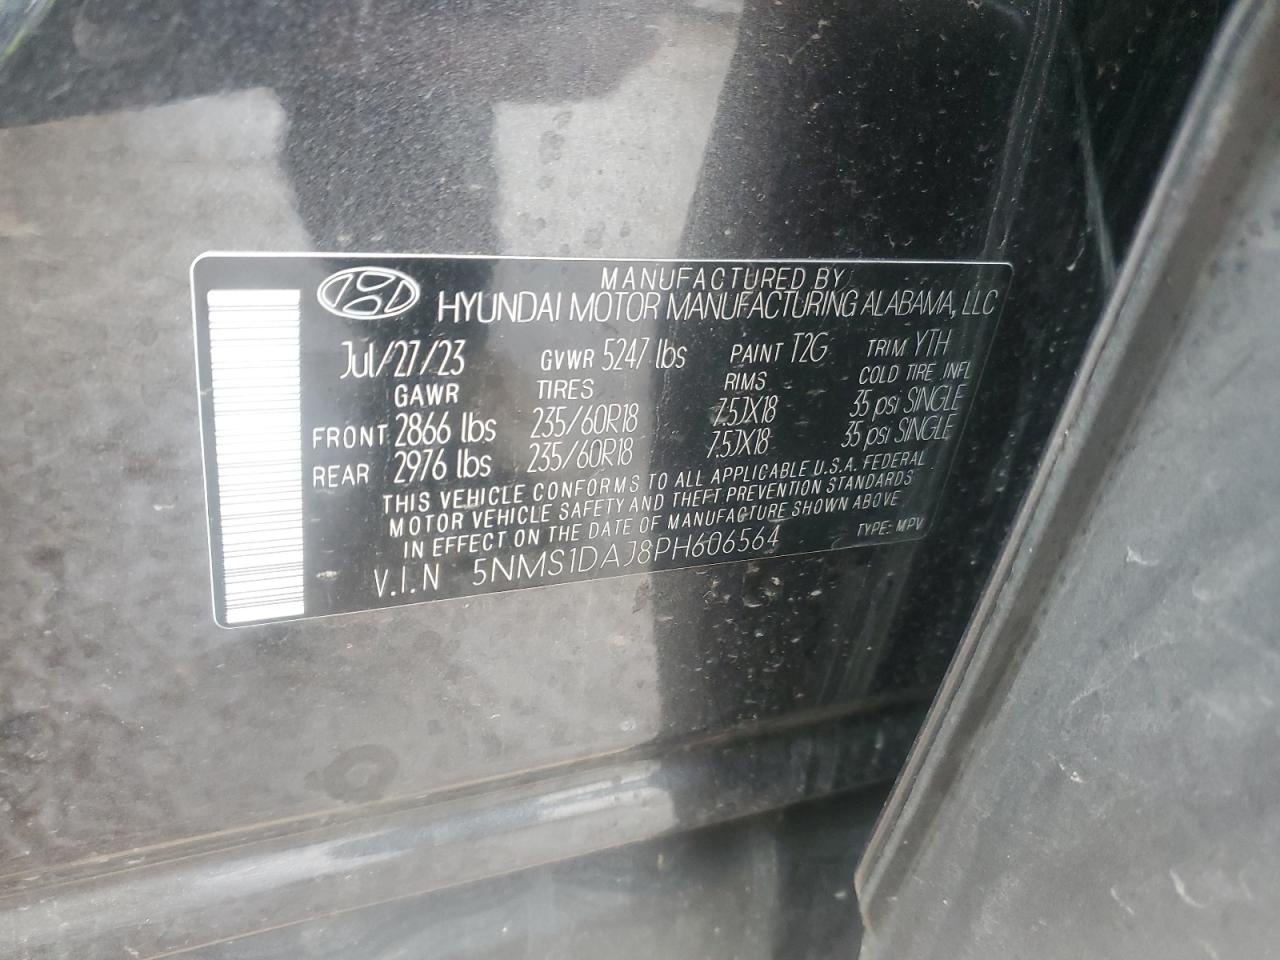 MANUFACTURED BY
HYUNDAI MOTOR MANUFACTURING ALABAMA, LLC
Jul/27/23 GVWR 5247 lbs PAINT T2G TRIM YTH
GAWR TIRES RIMS COLD TIRE INFL
FRONT 2866 lbs 235/60R18 7.5JX18 35 psi SINGLE
REAR 2976 lbs 235/60R18 7.5JX18 35 psi SINGLE
THIS VEHICLE CONFORMS TO ALL APPLICABLE U.S.A. FEDERAL
MOTOR VEHICLE SAFETY AND THEFT PREVENTION STANDARDS
IN EFFECT ON THE DATE OF MANUFACTURE SHOWN ABOVE
V.I.N 5NMS1DAJ8PH606564 TYPE: MPV